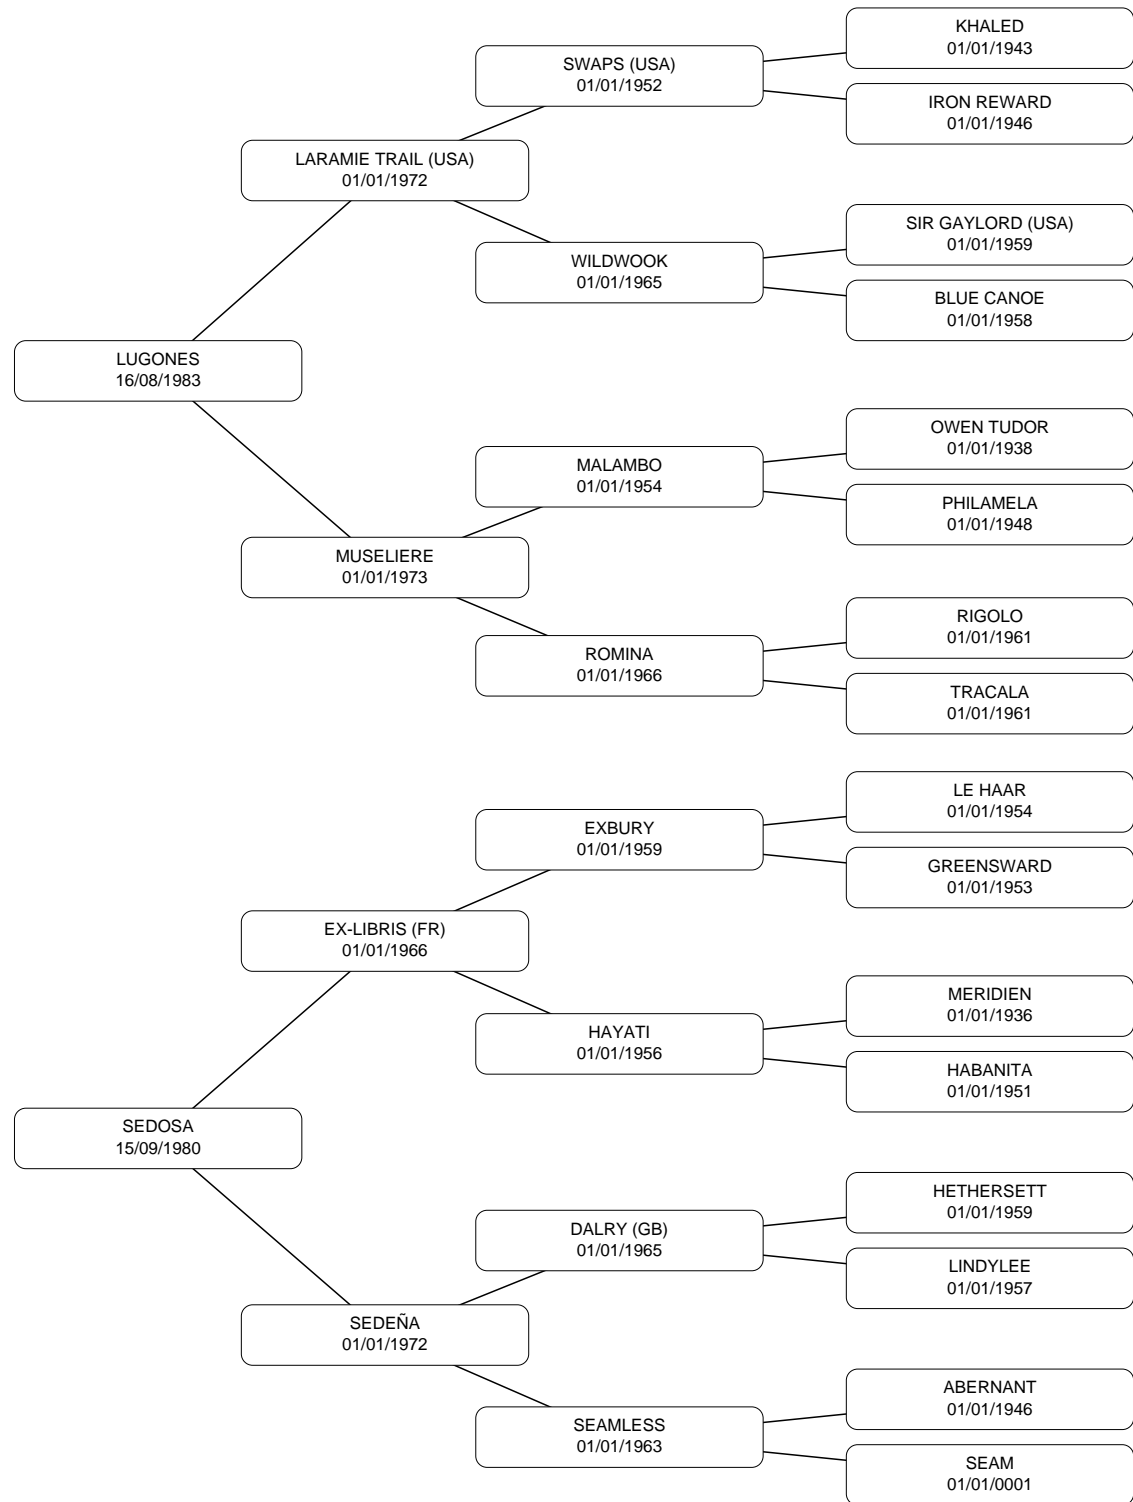 KHALED
01/01/1943
SWAPS (USA)
01/01/1952
IRON REWARD
01/01/1946
LARAMIE TRAIL (USA)
01/01/1972
SIR GAYLORD (USA)
01/01/1959
WILDWOOK
01/01/1965
BLUE CANOE
01/01/1958
LUGONES
16/08/1983
OWEN TUDOR
01/01/1938
MALAMBO
01/01/1954
PHILAMELA
01/01/1948
MUSELIERE
01/01/1973
RIGOLO
01/01/1961
ROMINA
01/01/1966
TRACALA
01/01/1961
LE HAAR
01/01/1954
EXBURY
01/01/1959
GREENSWARD
01/01/1953
EX-LIBRIS (FR)
01/01/1966
MERIDIEN
01/01/1936
HAYATI
01/01/1956
HABANITA
01/01/1951
SEDOSA
15/09/1980
HETHERSETT
01/01/1959
DALRY (GB)
01/01/1965
LINDYLEE
01/01/1957
SEDEÑA
01/01/1972
ABERNANT
01/01/1946
SEAMLESS
01/01/1963
SEAM
01/01/0001